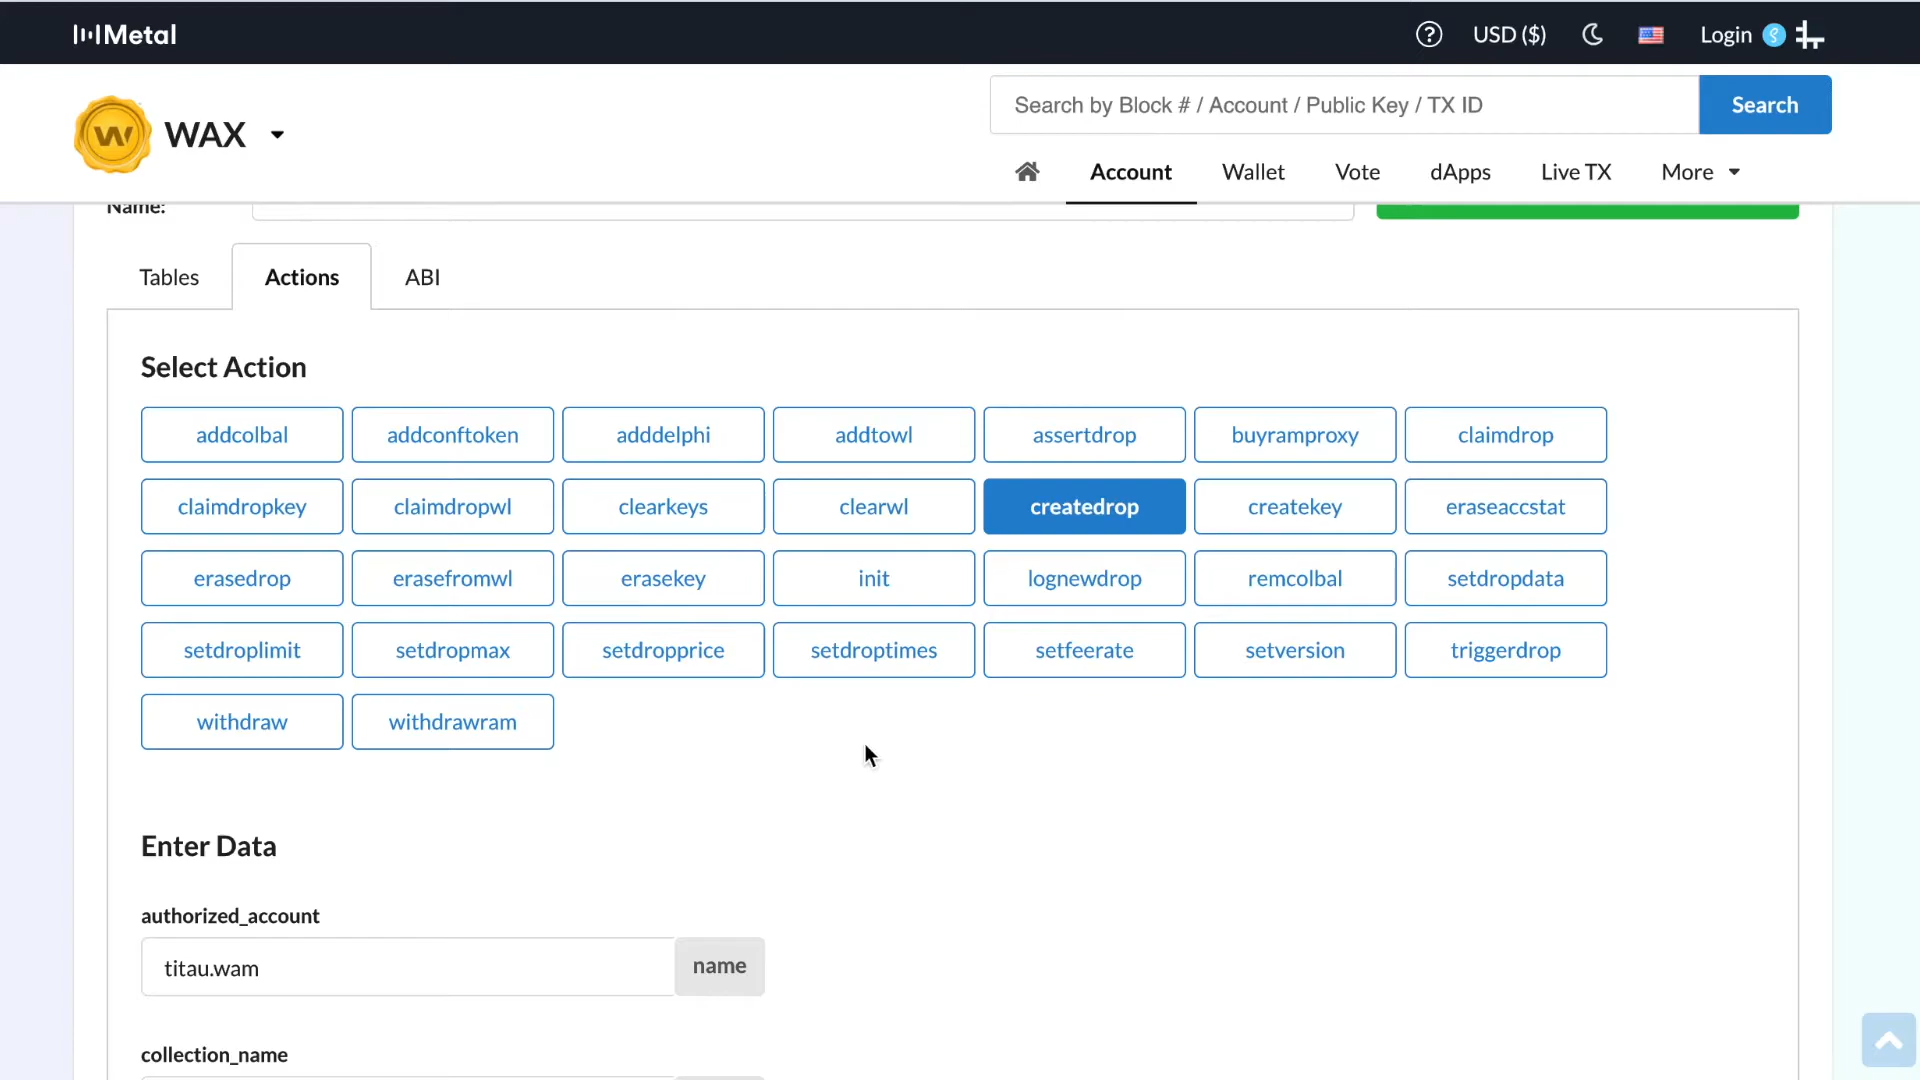 Metal
USD ($)
Login
WAX
Search by Block # / Account / Public Key / TX ID
Search
Account
Wallet
Vote
dApps
Live TX
More
Name:
Tables
Actions
ABI
Select Action
addcolbal
addconftoken
adddelphi
addtowl
assertdrop
buyramproxy
claimdrop
claimdropkey
claimdropwl
clearkeys
clearwl
createdrop
createkey
eraseaccstat
erasedrop
erasefromwl
erasekey
init
lognewdrop
remcolbal
setdropdata
setdroplimit
setdropmax
setdropprice
setdroptimes
setfeerate
setversion
triggerdrop
withdraw
withdrawram
Enter Data
authorized_account
titau.wam
name
collection_name